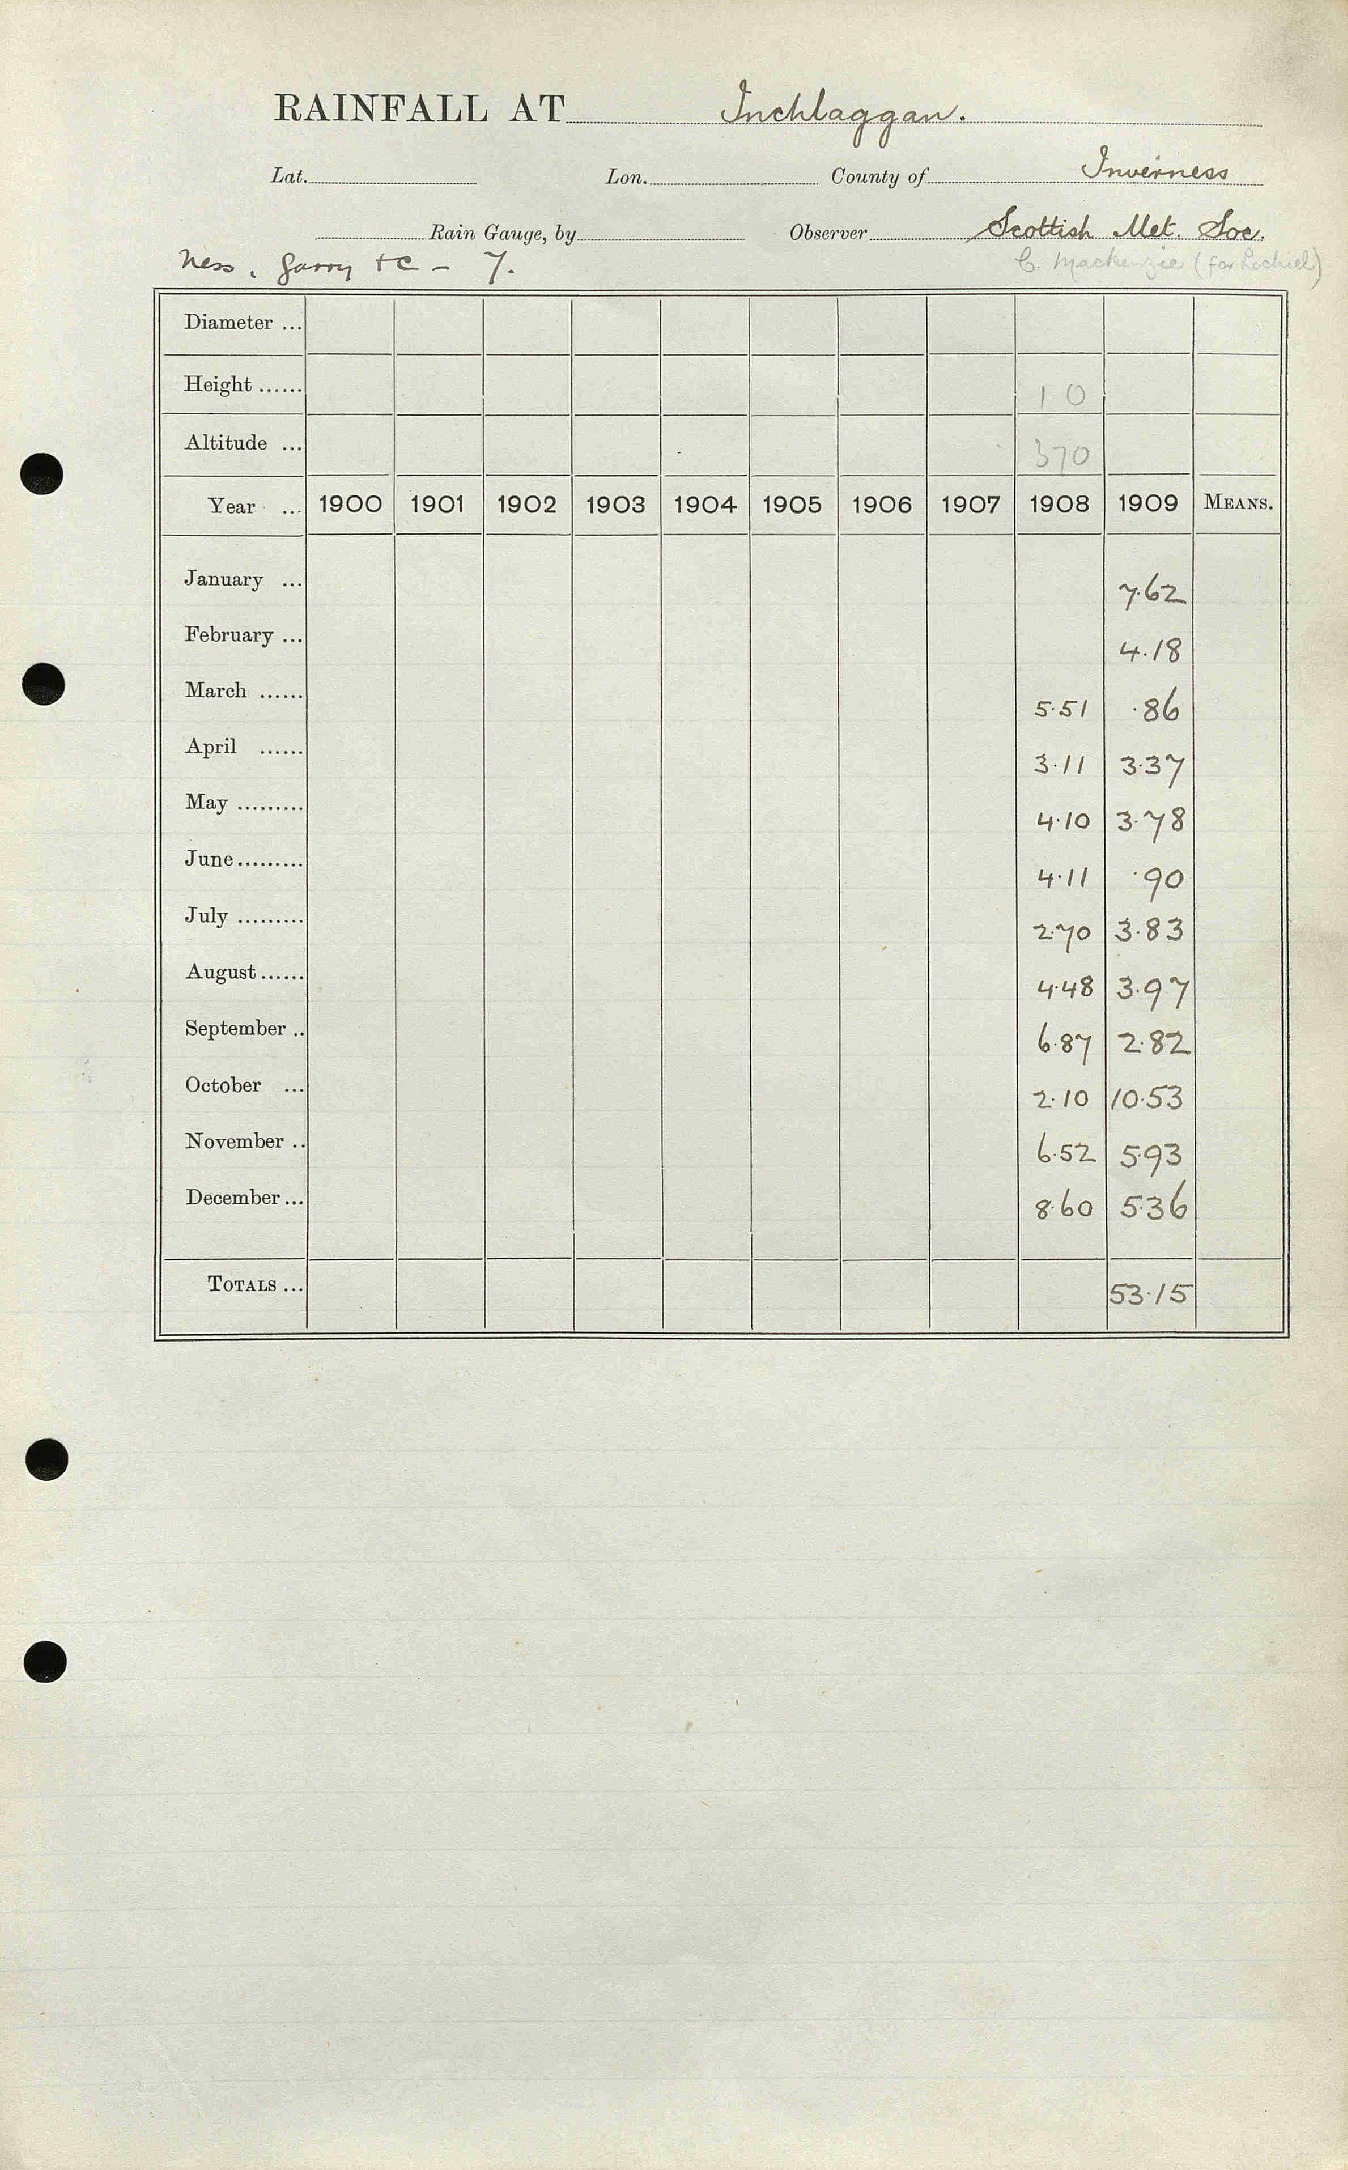 RAINFALL AT Inchlaggan.
Lat. Lon. County of Inverness
Rain Gauge, by Observer Scottish Met. Soc.
Ness, Garry &c - 7. C. Mackenzie (for Lochiel)
Diameter ...
Height ...... 1 0
Altitude ... 370
Year ... 1900 1901 1902 1903 1904 1905 1906 1907 1908 1909 MEANS.
January ... 7.62
February ... 4.18
March ...... 5.51 .86
April ...... 3.11 3.37
May ......... 4.10 3.78
June ......... 4.11 .90
July ......... 2.70 3.83
August ...... 4.48 3.97
September .. 6.87 2.82
October ... 2.10 10.53
November .. 6.52 5.93
December ... 8.60 5.36
TOTALS ... 53.15